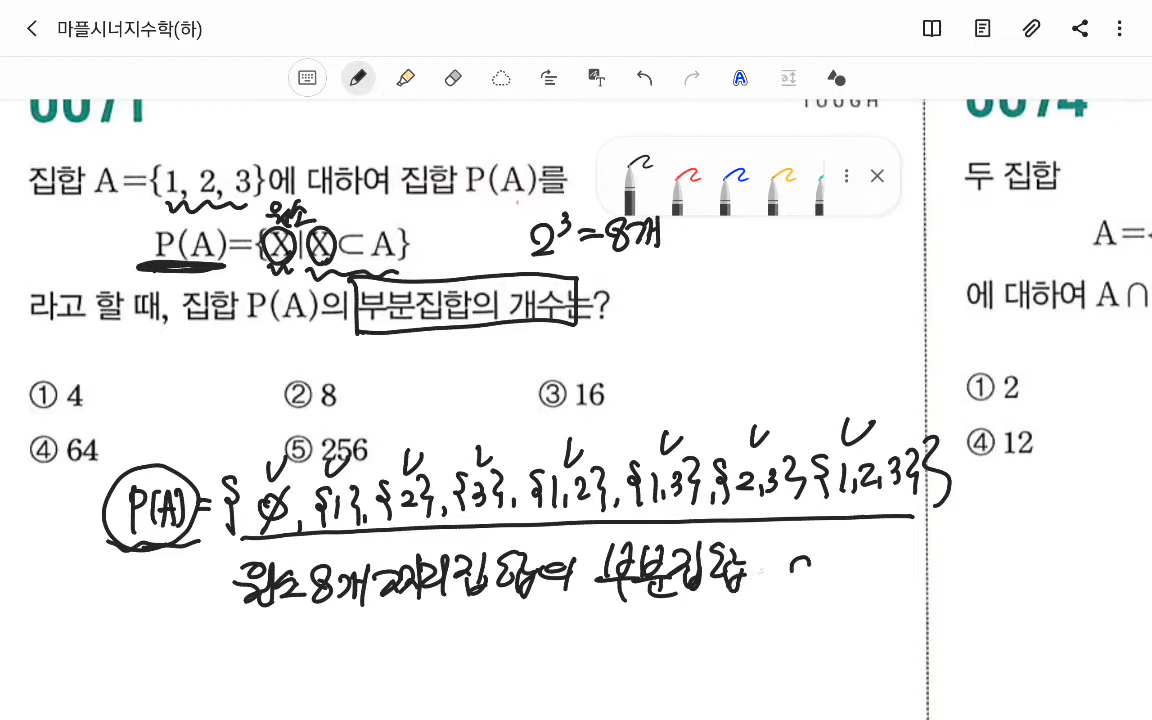 마플시너지수학(하)
0071
TOUGH
집합 A={1, 2, 3}에 대하여 집합 P(A)를
원소
P(A)={X|X⊂A}
2³=8개
라고 할 때, 집합 P(A)의 부분집합의 개수는?
① 4 ② 8 ③ 16
④ 64 ⑤ 256
P(A)={∅, {1}, {2}, {3}, {1,2}, {1,3}, {2,3} {1,2,3}}
원소 8개 짜리 집합의 부분집합
0074
두 집합
A=
에 대하여 A∩
① 2
④ 12